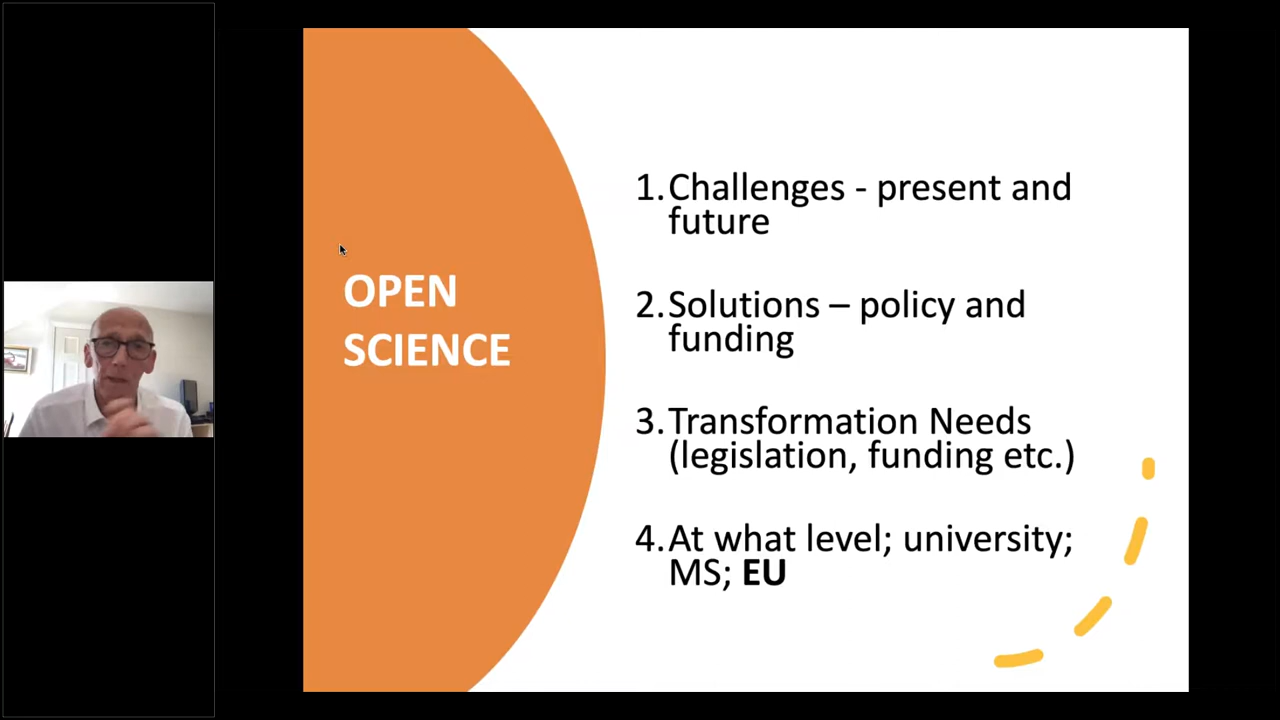 OPEN
SCIENCE
1. Challenges - present and
future
2. Solutions – policy and
funding
3. Transformation Needs
(legislation, funding etc.)
4. At what level; university;
MS; EU